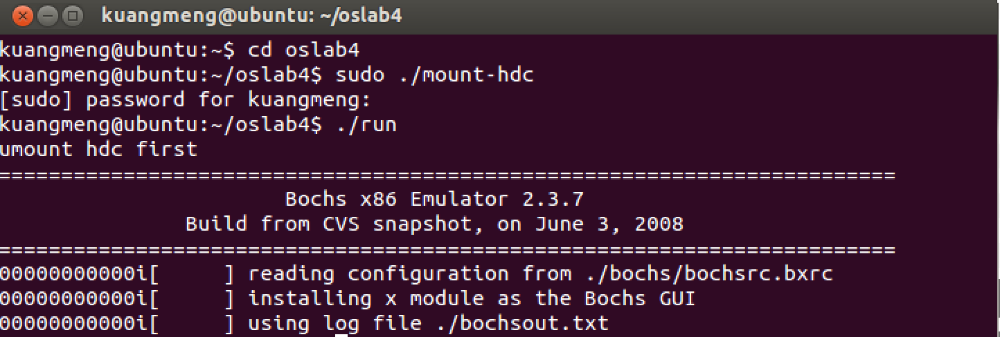 kuangmeng@ubuntu: ~/oslab4
kuangmeng@ubuntu:~$ cd oslab4
kuangmeng@ubuntu:~/oslab4$ sudo ./mount-hdc
[sudo] password for kuangmeng:
kuangmeng@ubuntu:~/oslab4$ ./run
umount hdc first
========================================================================
Bochs x86 Emulator 2.3.7
Build from CVS snapshot, on June 3, 2008
========================================================================
00000000000i[     ] reading configuration from ./bochs/bochsrc.bxrc
00000000000i[     ] installing x module as the Bochs GUI
00000000000i[     ] using log file ./bochsout.txt